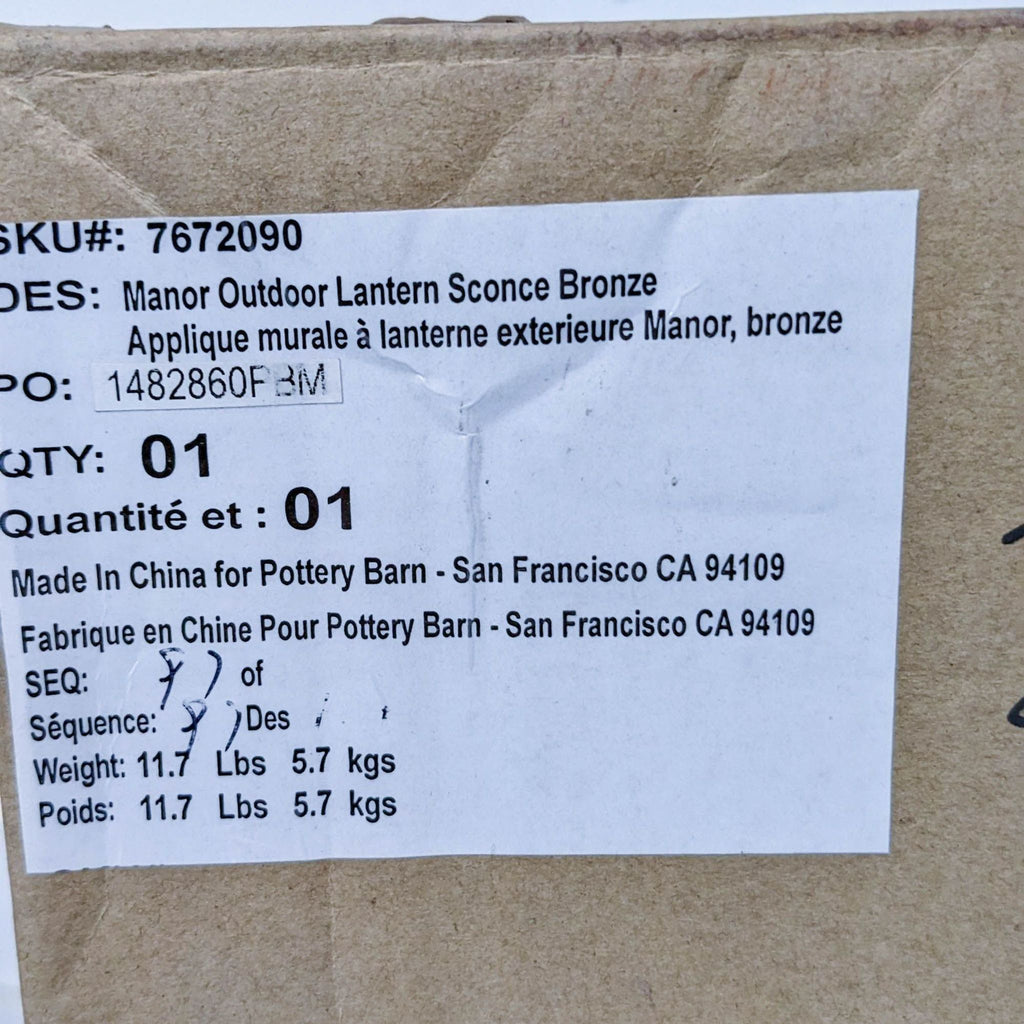 SKU#: 7672090
DES: Manor Outdoor Lantern Sconce Bronze
Applique murale à lanterne exterieure Manor, bronze
PO: 1482860PBM
QTY: 01
Quantité et : 01
Made In China for Pottery Barn - San Francisco CA 94109
Fabrique en Chine Pour Pottery Barn - San Francisco CA 94109
SEQ: of
Séquence: Des
Weight: 11.7 Lbs 5.7 kgs
Poids: 11.7 Lbs 5.7 kgs